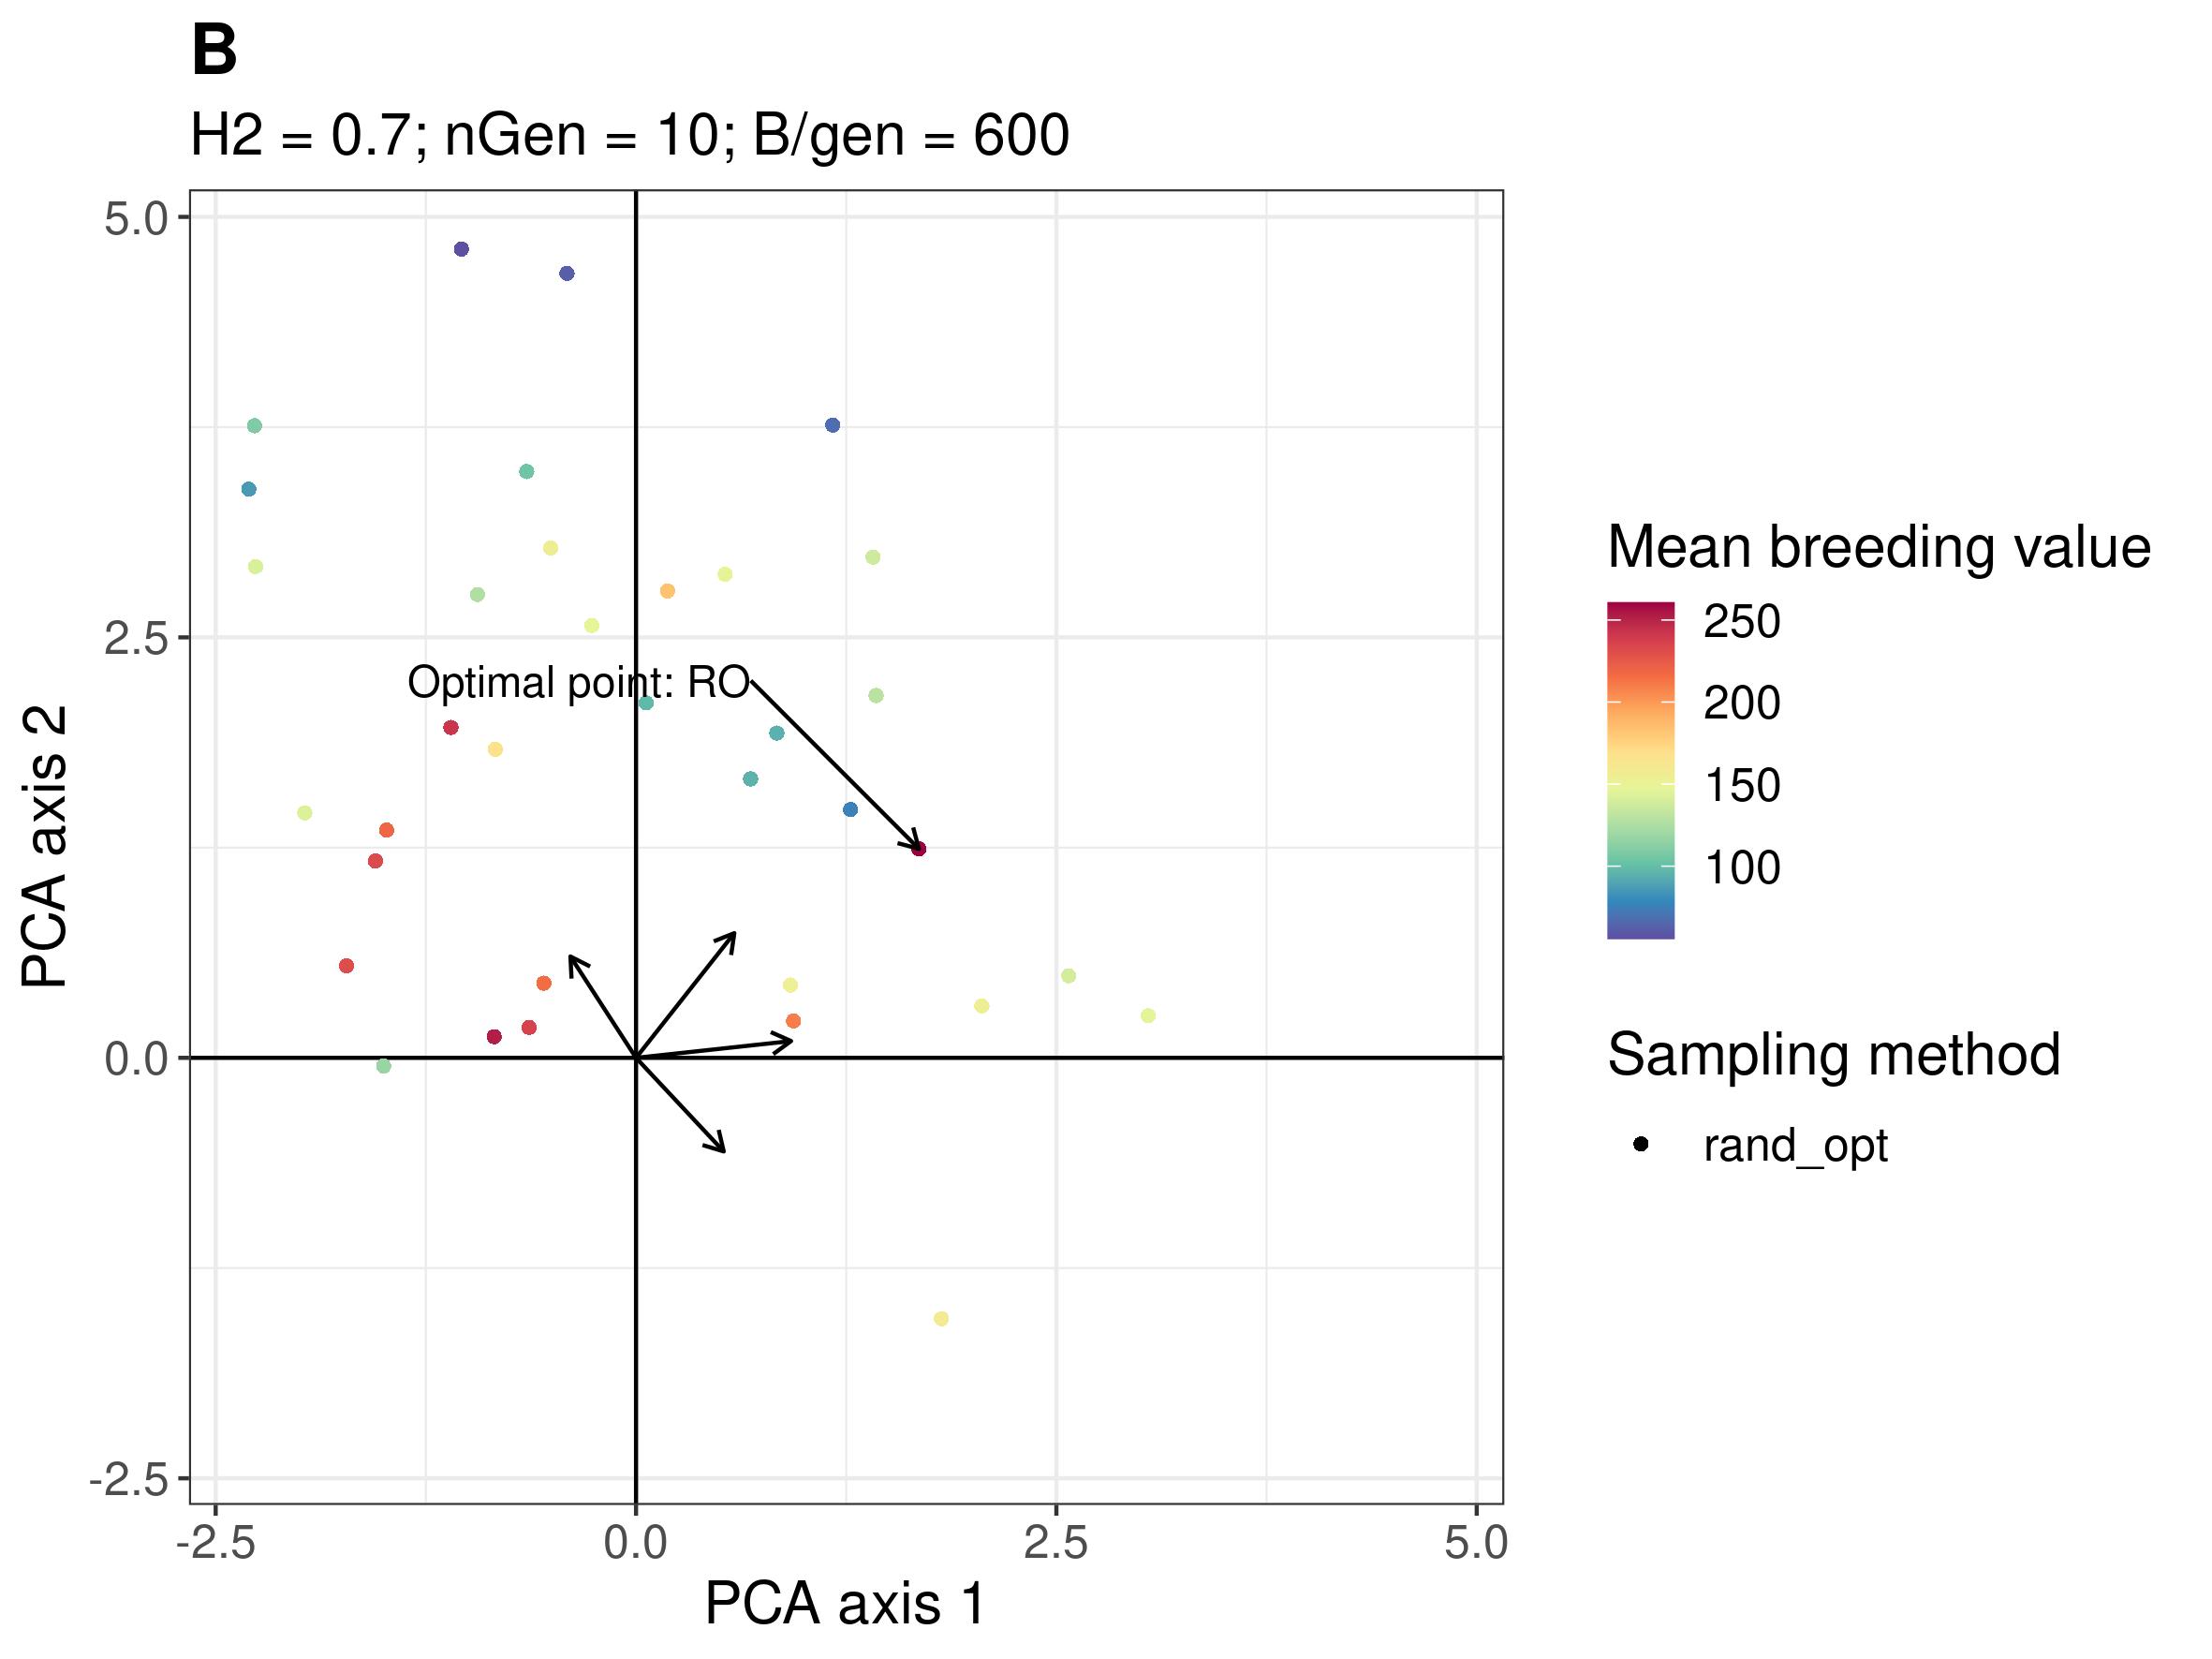 B
H2 = 0.7; nGen = 10; B/gen = 600
5.0
2.5
0.0
-2.5
PCA axis 2
Optimal point: RO
-2.5
0.0
2.5
5.0
PCA axis 1
Mean breeding value
250
200
150
100
Sampling method
rand_opt